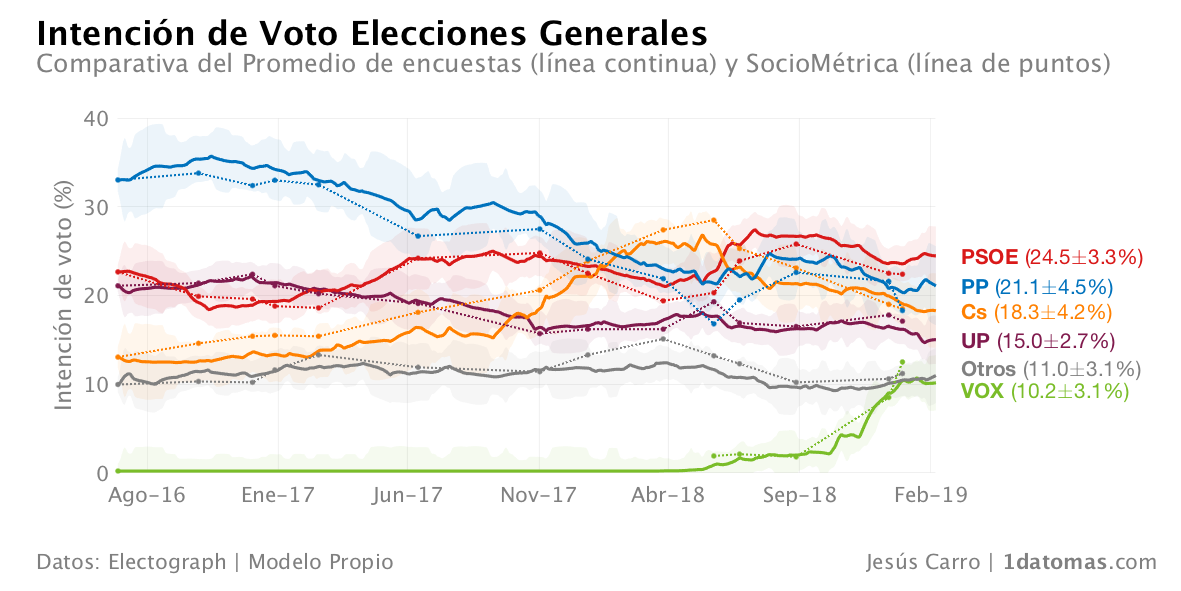 Intención de Voto Elecciones Generales
Comparativa del Promedio de encuestas (línea continua) y SocioMétrica (línea de puntos)
Intención de voto (%)
40
30
20
10
0
Ago-16 Ene-17 Jun-17 Nov-17 Abr-18 Sep-18 Feb-19
PSOE (24.5±3.3%)
PP (21.1±4.5%)
Cs (18.3±4.2%)
UP (15.0±2.7%)
Otros (11.0±3.1%)
VOX (10.2±3.1%)
Datos: Electograph | Modelo Propio
Jesús Carro | 1datomas.com